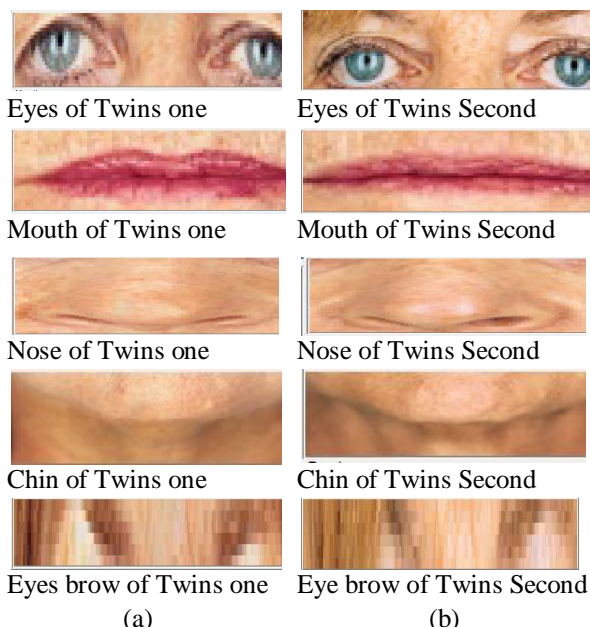 Eyes of Twins one Eyes of Twins Second
Mouth of Twins one Mouth of Twins Second
Nose of Twins one Nose of Twins Second
Chin of Twins one Chin of Twins Second
Eyes brow of Twins one Eye brow of Twins Second
(a) (b)